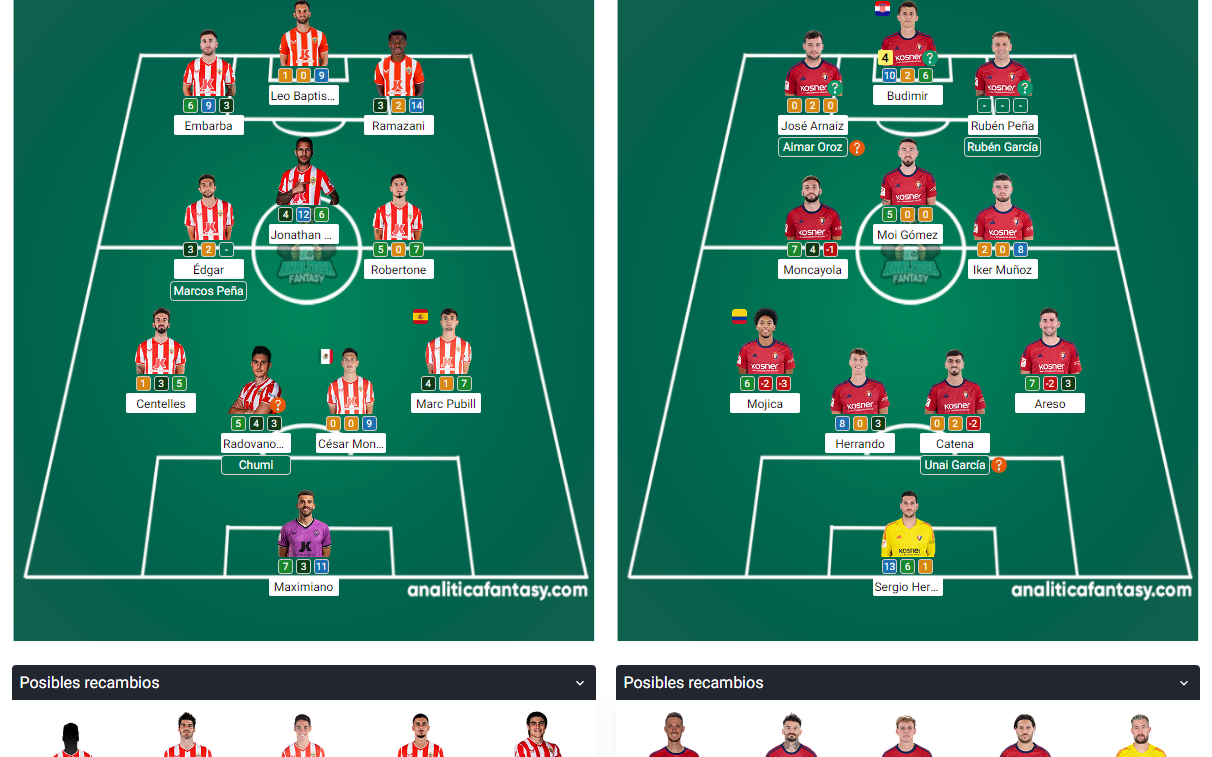 1 0 9
Leo Baptis...
6 9 3
Embarba
3 2 14
Ramazani
4 12 6
Jonathan ...
3 2 -
Édgar
Marcos Peña
5 0 7
Robertone
1 3 5
Centelles
4 1 7
Marc Pubill
?
5 4 3
Radovano...
Chumi
0 0 9
César Mon...
7 3 11
Maximiano
analiticafantasy.com
4
?
10 2 6
Budimir
?
0 2 0
José Arnaiz
Aimar Oroz ?
?
- - -
Rubén Peña
Rubén García
5 0 0
Moi Gómez
7 4 -1
Moncayola
2 0 8
Iker Muñoz
6 -2 -3
Mojica
7 -2 3
Areso
8 0 3
Herrando
0 2 -2
Catena
Unai García ?
13 6 1
Sergio Her...
analiticafantasy.com
Posibles recambios
Posibles recambios